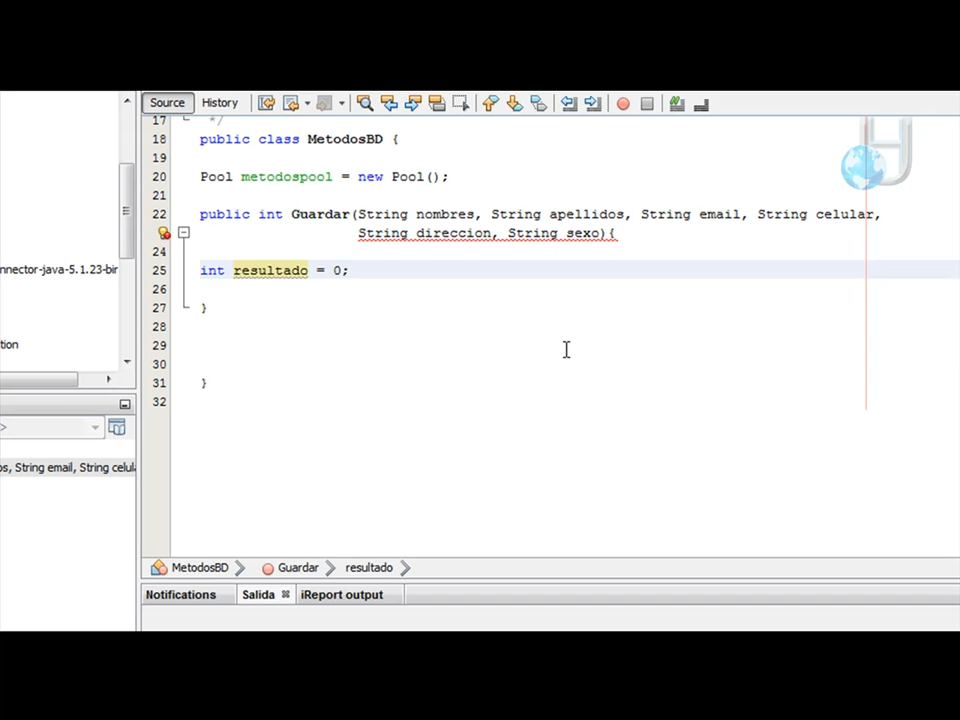 Source History
17 */
18 public class MetodosBD {
19
20 Pool metodospool = new Pool();
21
22 public int Guardar(String nombres, String apellidos, String email, String celular,
String direccion, String sexo){
24
25 int resultado = 0;
26
27 }
28
29
30
31 }
32
nnector-java-5.1.23-bin
tion
>
os, String email, String celula
MetodosBD Guardar resultado
Notifications Salida iReport output